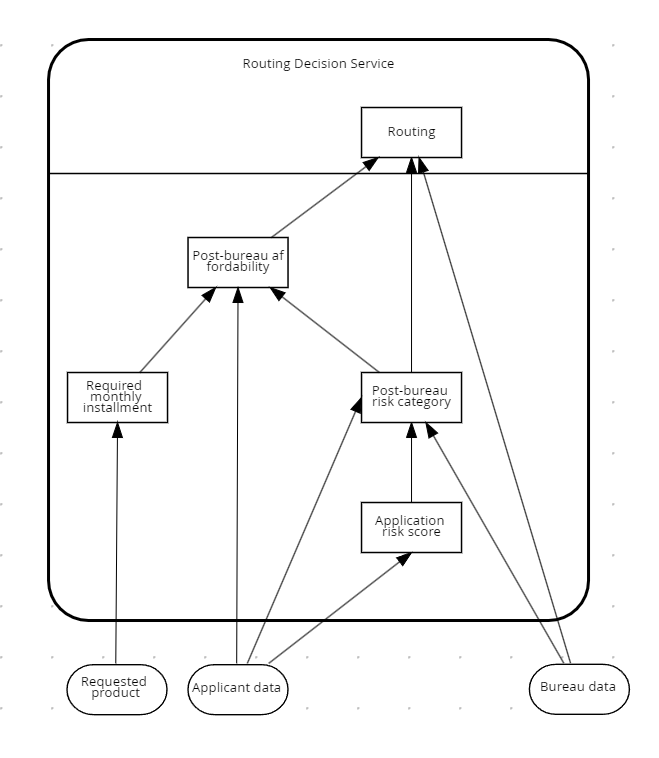 Routing Decision Service
Routing
Post-bureau af
fordability
Required
monthly
installment
Post-bureau
risk category
Application
risk score
Requested
product
Applicant data
Bureau data